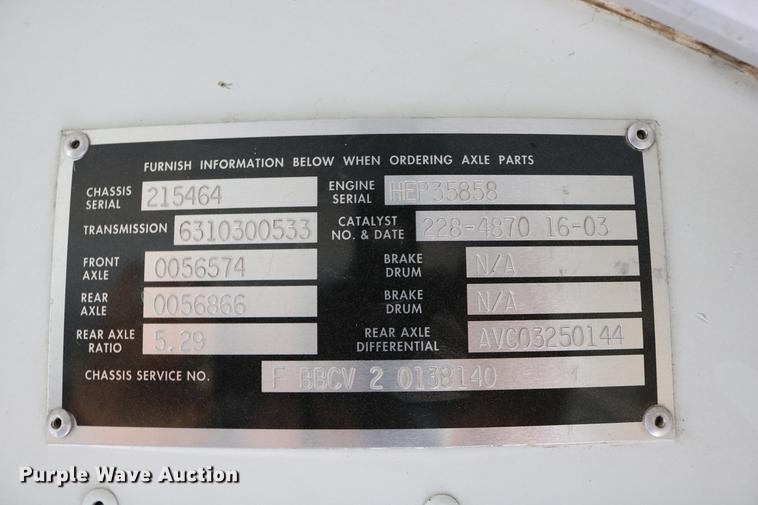 FURNISH INFORMATION BELOW WHEN ORDERING AXLE PARTS
CHASSIS SERIAL 215464 ENGINE SERIAL HEP35858
TRANSMISSION 6310300533 CATALYST NO. & DATE 228-4870 16-03
FRONT AXLE 0056574 BRAKE DRUM N/A
REAR AXLE 0056866 BRAKE DRUM N/A
REAR AXLE RATIO 5.29 REAR AXLE DIFFERENTIAL AVC03250144
CHASSIS SERVICE NO. F BBCV 2 0138140 1
Purple Wave Auction